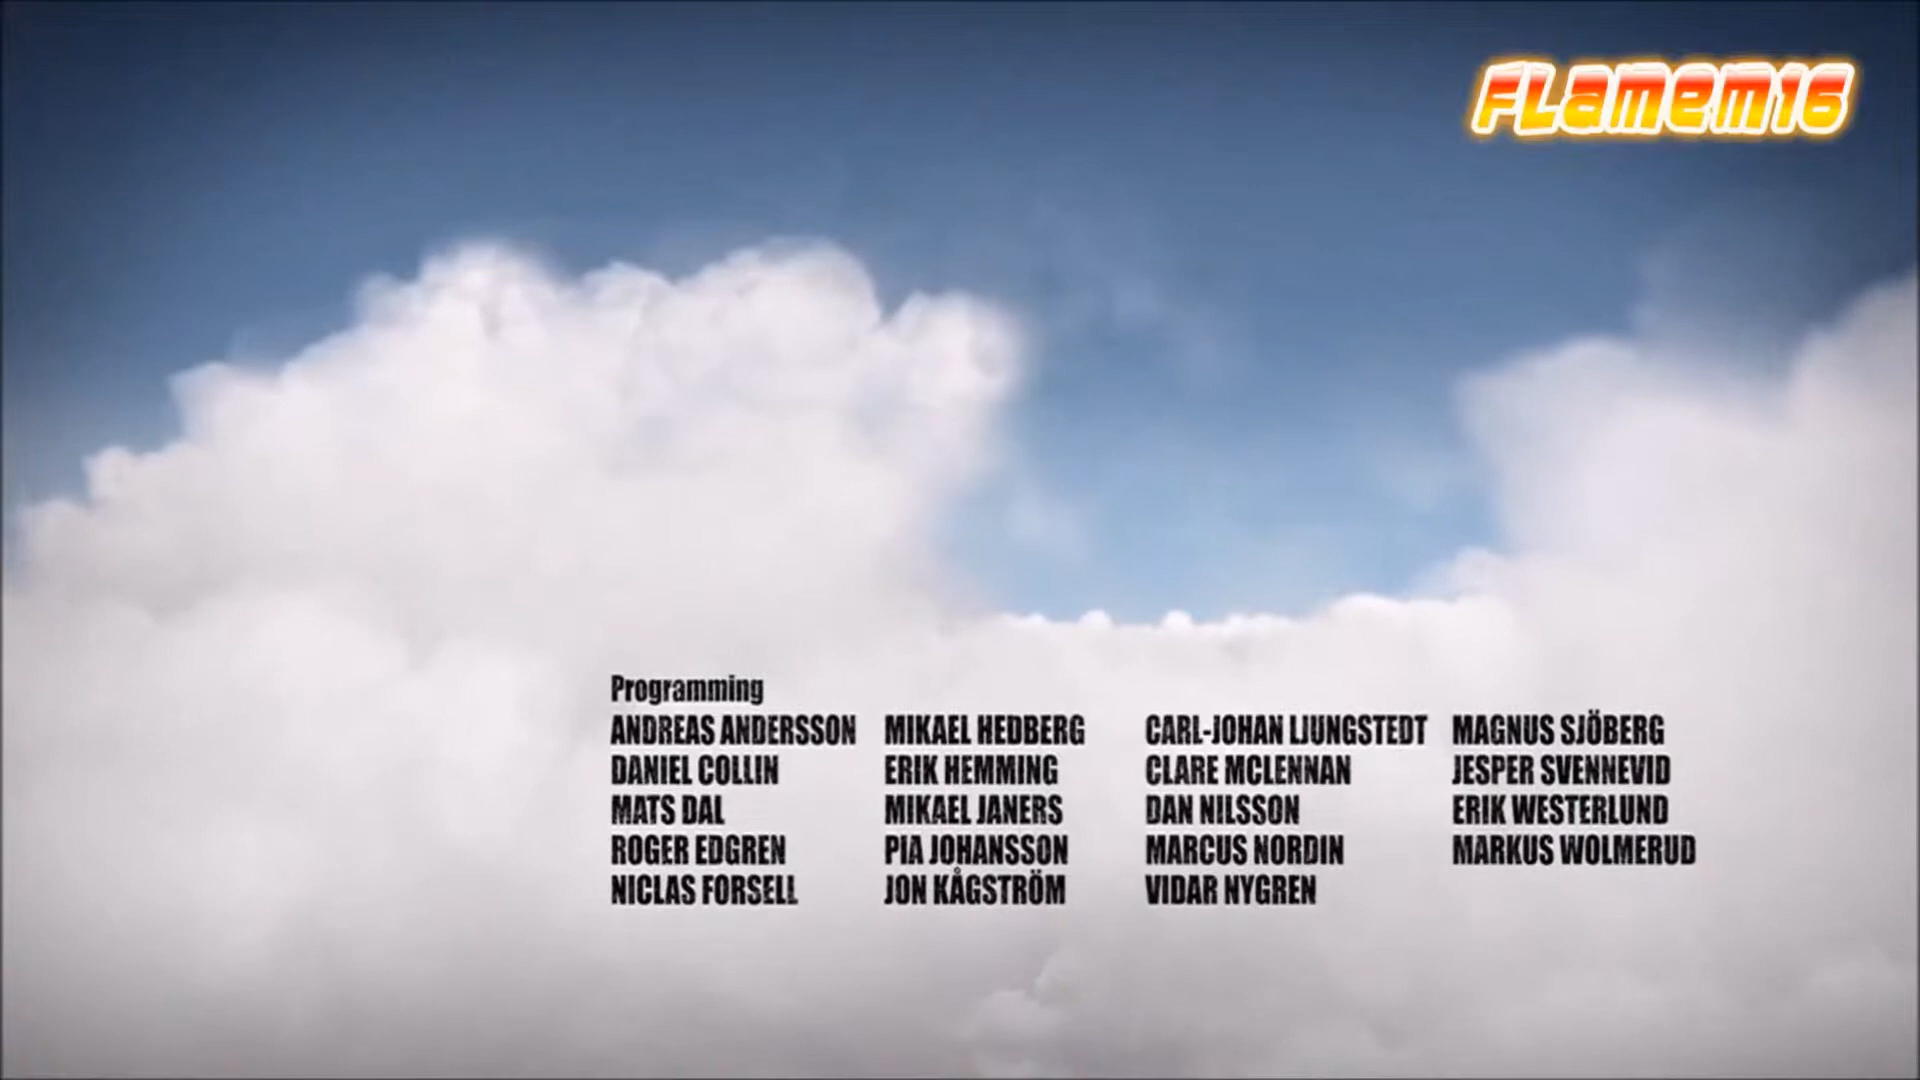 FLamem16
Programming
ANDREAS ANDERSSON MIKAEL HEDBERG CARL-JOHAN LJUNGSTEDT MAGNUS SJÖBERG
DANIEL COLLIN ERIK HEMMING CLARE MCLENNAN JESPER SVENNEVID
MATS DAL MIKAEL JANERS DAN NILSSON ERIK WESTERLUND
ROGER EDGREN PIA JOHANSSON MARCUS NORDIN MARKUS WOLMERUD
NICLAS FORSELL JON KÅGSTRÖM VIDAR NYGREN